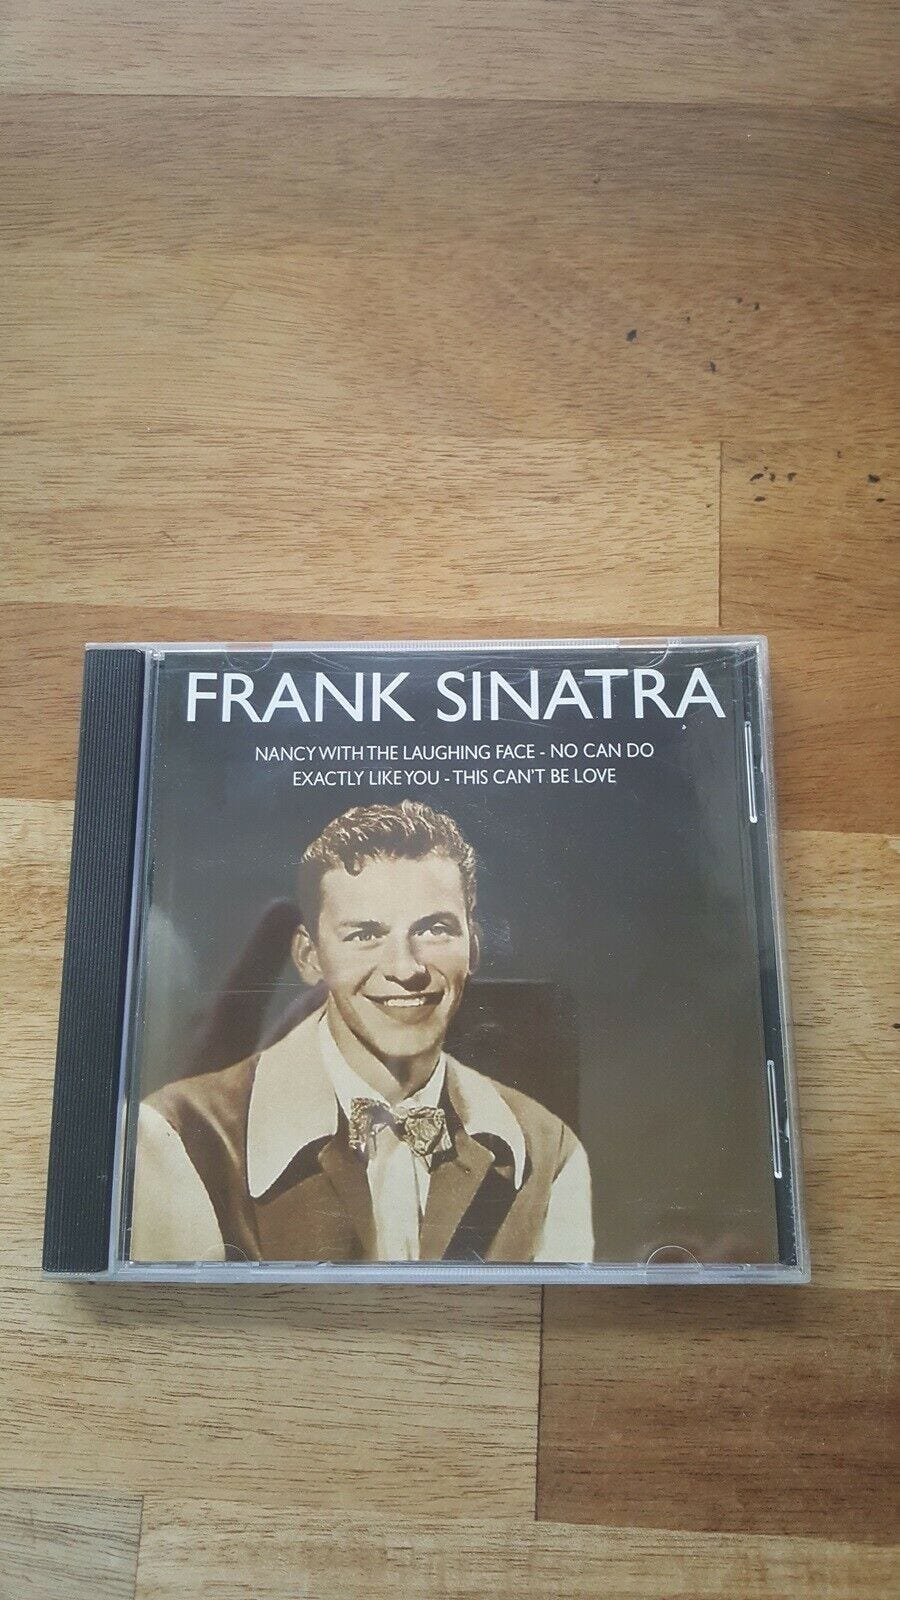 FRANK SINATRA
NANCY WITH THE LAUGHING FACE - NO CAN DO
EXACTLY LIKE YOU - THIS CAN'T BE LOVE